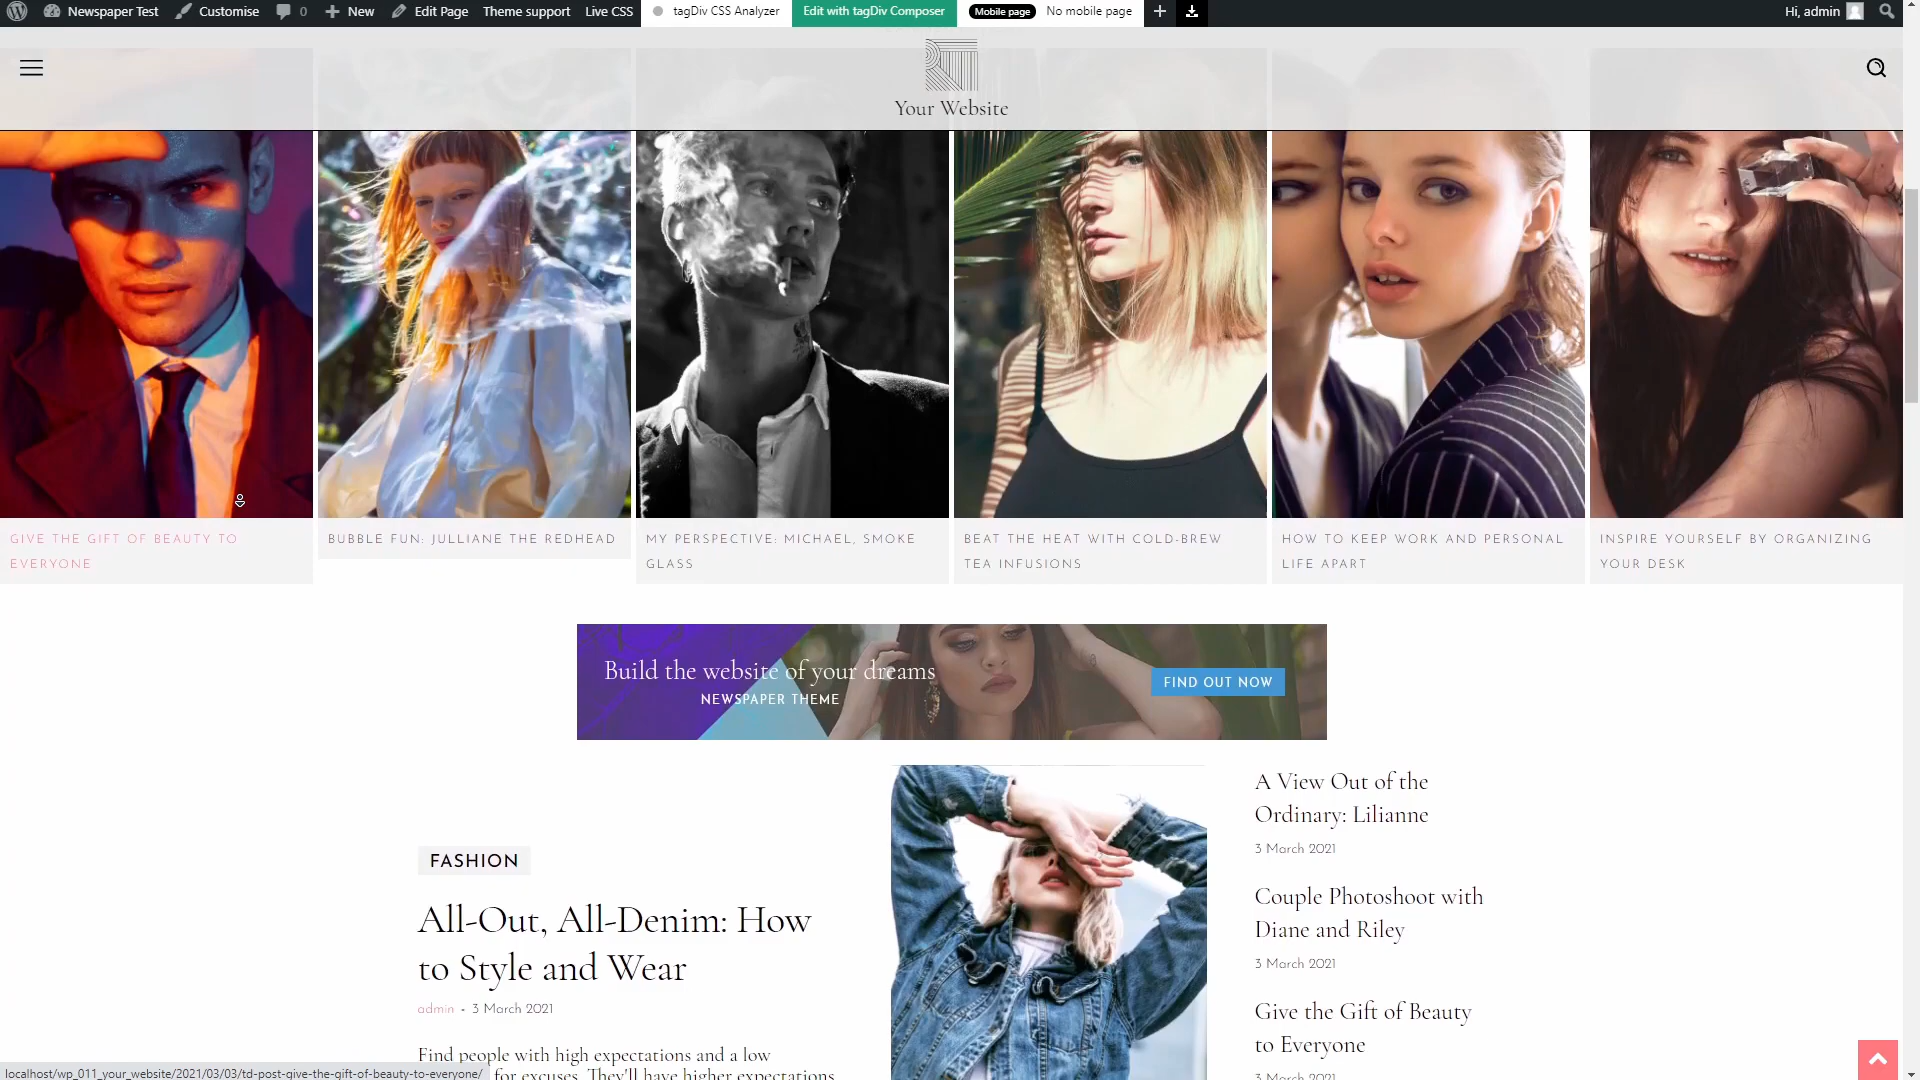 Newspaper Test Customise 0 New Edit Page Theme support Live CSS tagDiv CSS Analyzer Edit with tagDiv Composer Mobile page No mobile page Hi, admin
Your Website
GIVE THE GIFT OF BEAUTY TO
EVERYONE
BUBBLE FUN: JULLIANE THE REDHEAD
MY PERSPECTIVE: MICHAEL, SMOKE
GLASS
BEAT THE HEAT WITH COLD-BREW
TEA INFUSIONS
HOW TO KEEP WORK AND PERSONAL
LIFE APART
INSPIRE YOURSELF BY ORGANIZING
YOUR DESK
Build the website of your dreams
NEWSPAPER THEME
FIND OUT NOW
FASHION
All-Out, All-Denim: How
to Style and Wear
admin - 3 March 2021
Find people with high expectations and a low
for excuses. They'll have higher expectations
A View Out of the
Ordinary: Lilianne
3 March 2021
Couple Photoshoot with
Diane and Riley
3 March 2021
Give the Gift of Beauty
to Everyone
3 March 2021
localhost/wp_011_your_website/2021/03/03/td-post-give-the-gift-of-beauty-to-everyone/